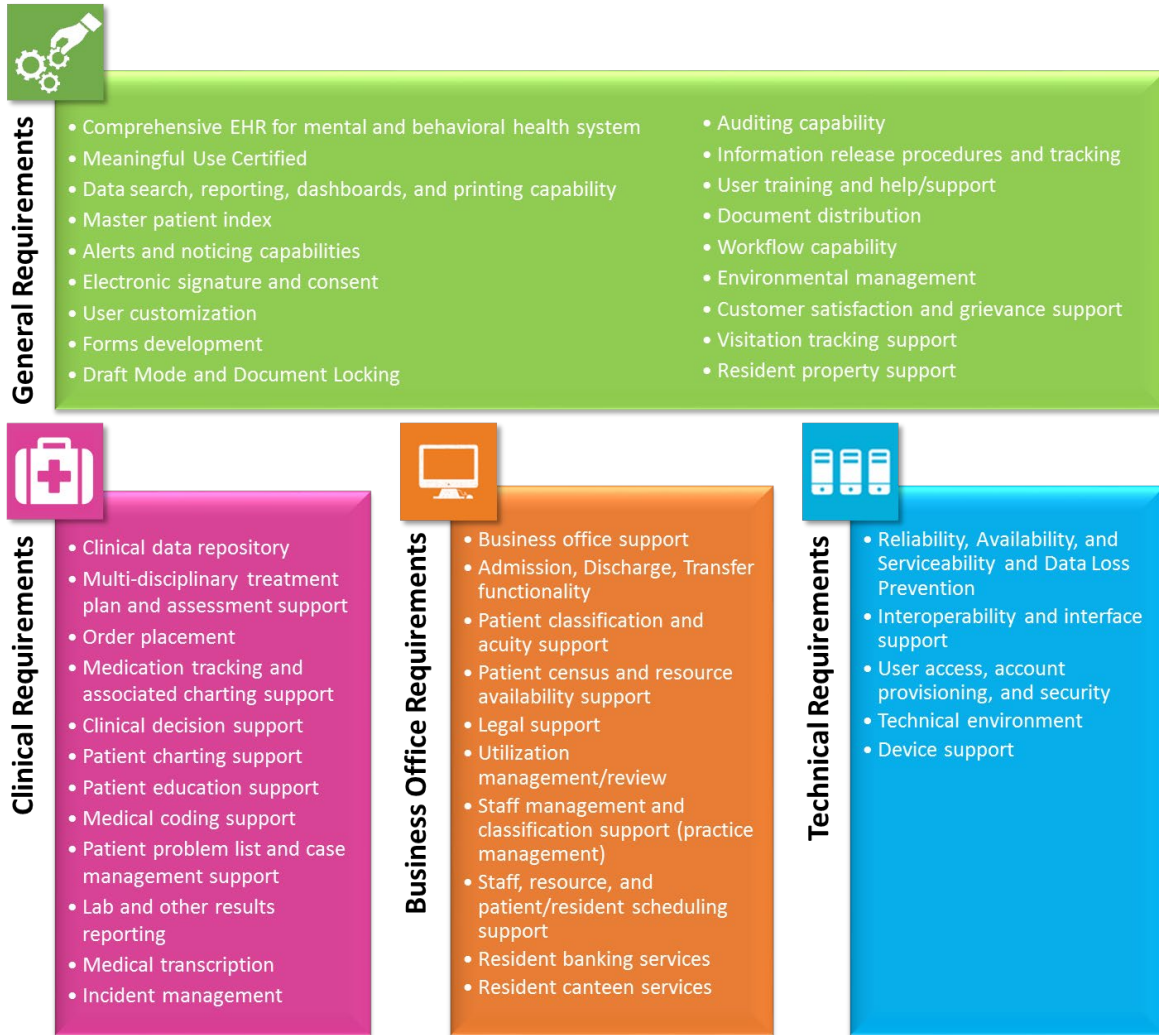 General Requirements
• Comprehensive EHR for mental and behavioral health system
• Meaningful Use Certified
• Data search, reporting, dashboards, and printing capability
• Master patient index
• Alerts and noticing capabilities
• Electronic signature and consent
• User customization
• Forms development
• Draft Mode and Document Locking
• Auditing capability
• Information release procedures and tracking
• User training and help/support
• Document distribution
• Workflow capability
• Environmental management
• Customer satisfaction and grievance support
• Visitation tracking support
• Resident property support
Clinical Requirements
• Clinical data repository
• Multi-disciplinary treatment
plan and assessment support
• Order placement
• Medication tracking and
associated charting support
• Clinical decision support
• Patient charting support
• Patient education support
• Medical coding support
• Patient problem list and case
management support
• Lab and other results
reporting
• Medical transcription
• Incident management
Business Office Requirements
• Business office support
• Admission, Discharge, Transfer
functionality
• Patient classification and
acuity support
• Patient census and resource
availability support
• Legal support
• Utilization
management/review
• Staff management and
classification support (practice
management)
• Staff, resource, and
patient/resident scheduling
support
• Resident banking services
• Resident canteen services
Technical Requirements
• Reliability, Availability, and
Serviceability and Data Loss
Prevention
• Interoperability and interface
support
• User access, account
provisioning, and security
• Technical environment
• Device support